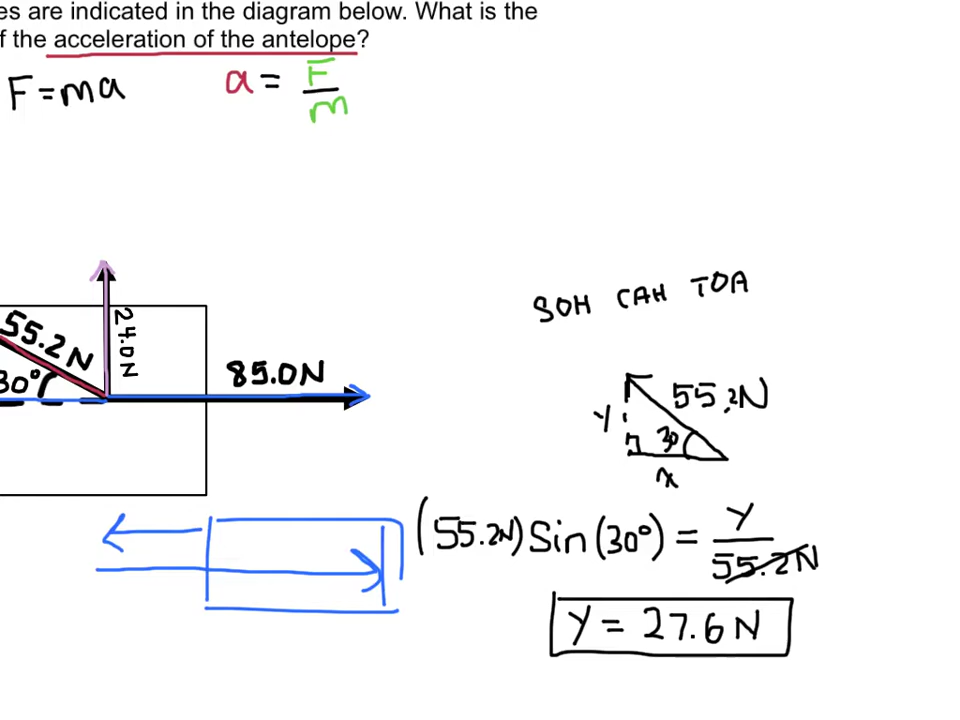 es are indicated in the diagram below. What is the
f the acceleration of the antelope?
F = ma
a = F/m
SOH CAH TOA
24.0N
55.2N
85.0N
30°
55.2N
Y
30
x
(55.2N) Sin (30°) = Y/55.2N
Y = 27.6 N